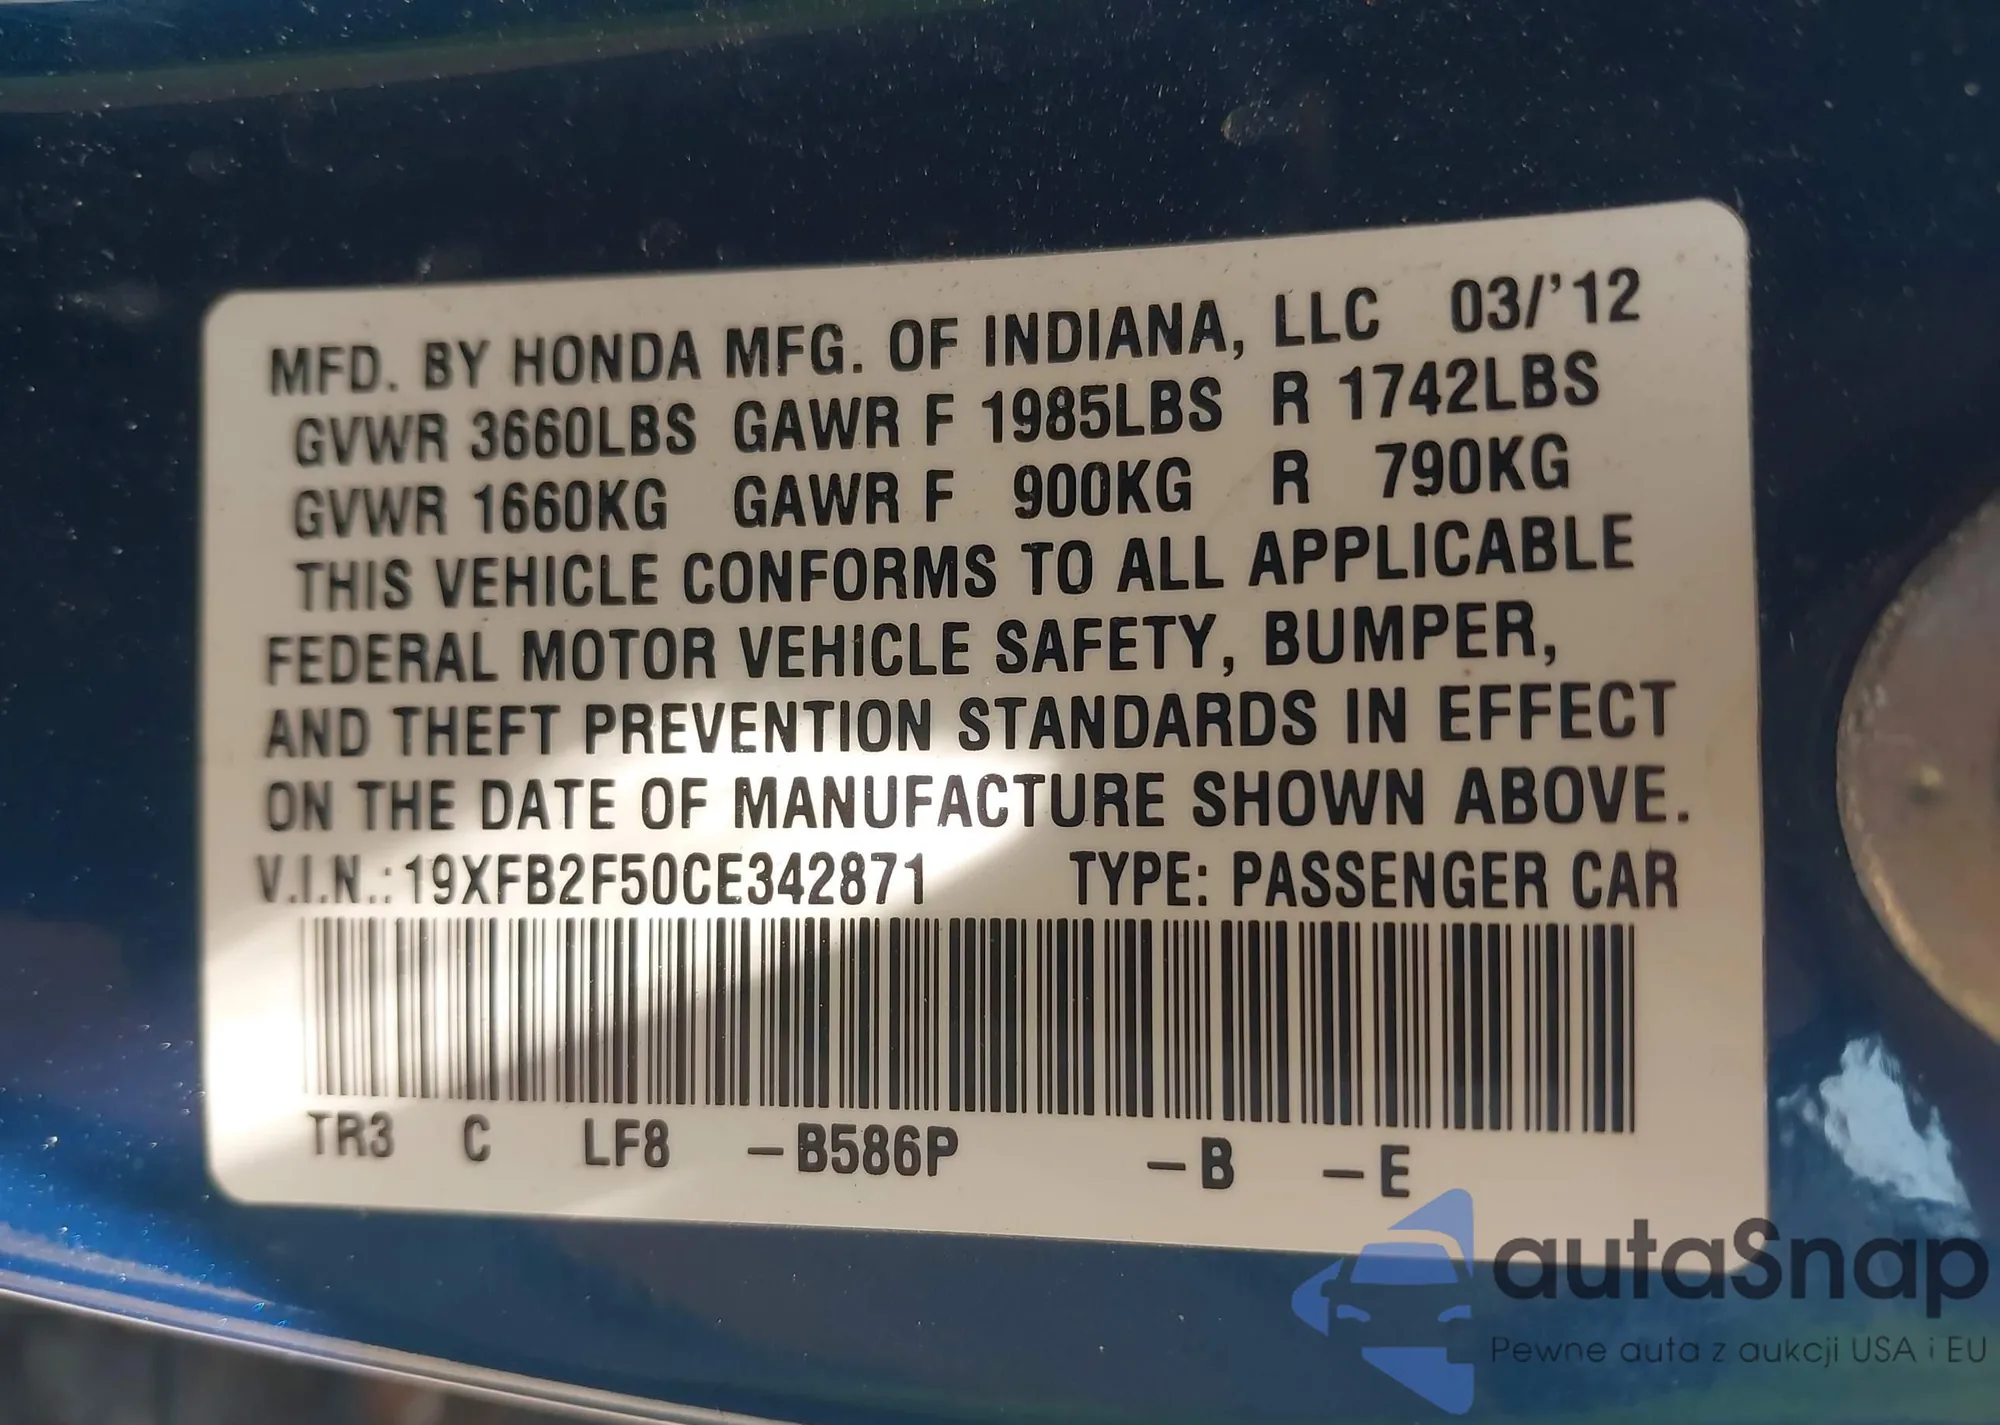 MFD. BY HONDA MFG. OF INDIANA, LLC 03/'12
GVWR 3660LBS GAWR F 1985LBS R 1742LBS
GVWR 1660KG GAWR F 900KG R 790KG
THIS VEHICLE CONFORMS TO ALL APPLICABLE
FEDERAL MOTOR VEHICLE SAFETY, BUMPER,
AND THEFT PREVENTION STANDARDS IN EFFECT
ON THE DATE OF MANUFACTURE SHOWN ABOVE.
V.I.N.: 19XFB2F50CE342871 TYPE: PASSENGER CAR
TR3 C LF8 –B586P –B –E
autaSnap
Pewne auta z aukcji USA i EU